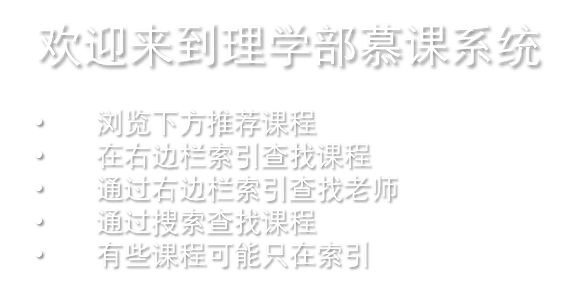 欢迎来到理学部慕课系统
• 浏览下方推荐课程
• 在右边栏索引查找课程
• 通过右边栏索引查找老师
• 通过搜索查找课程
• 有些课程可能只在索引